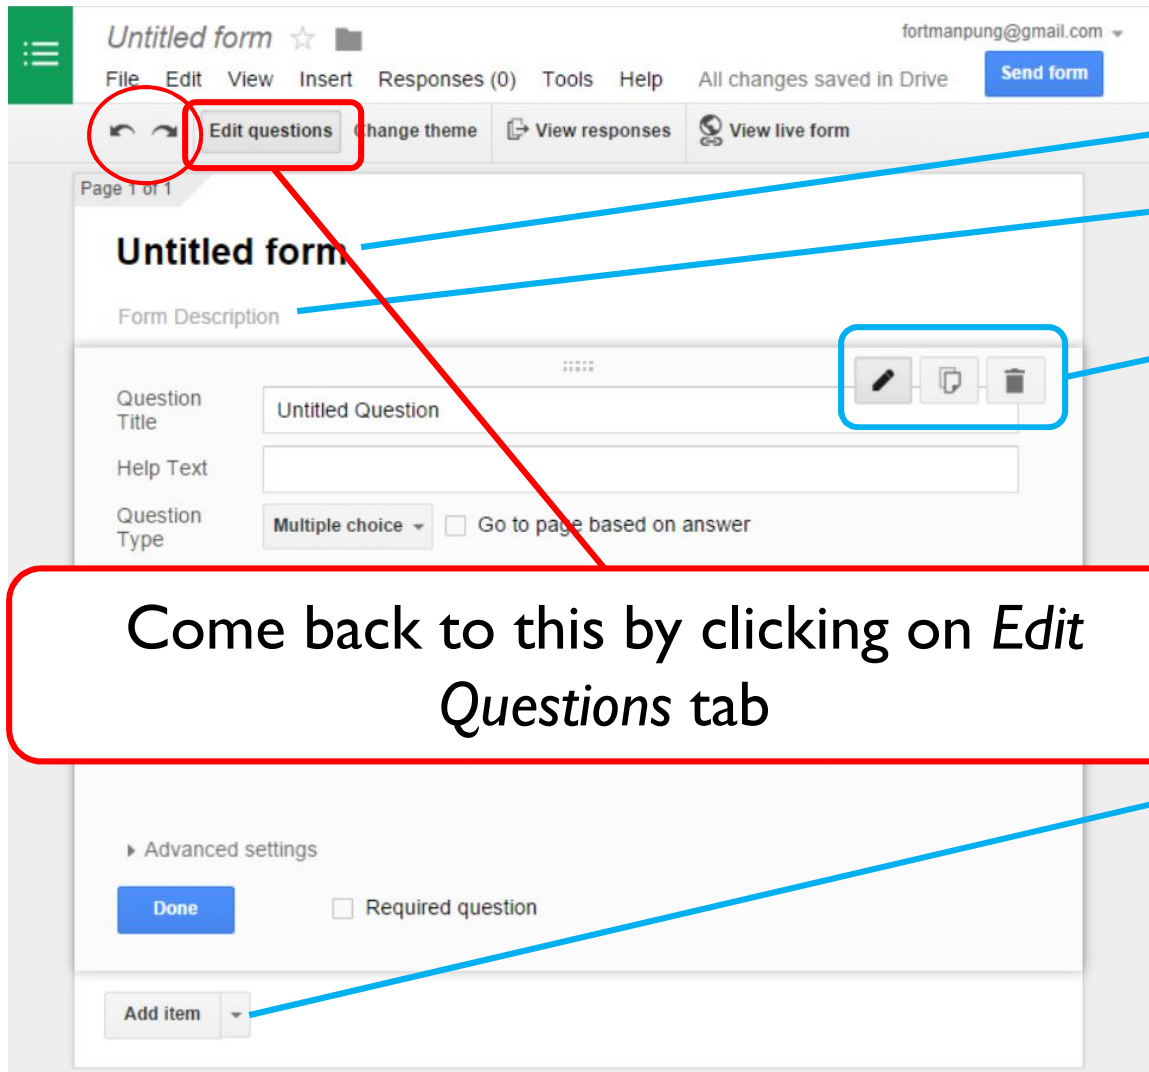 Untitled form
fortmanpung@gmail.com
File Edit View Insert Responses (0) Tools Help All changes saved in Drive Send form
Edit questions Change theme View responses View live form
Page 1 of 1
Untitled form
Form Description
Question
Title
Untitled Question
Help Text
Question
Type
Multiple choice Go to page based on answer
Come back to this by clicking on Edit
Questions tab
Advanced settings
Done Required question
Add item